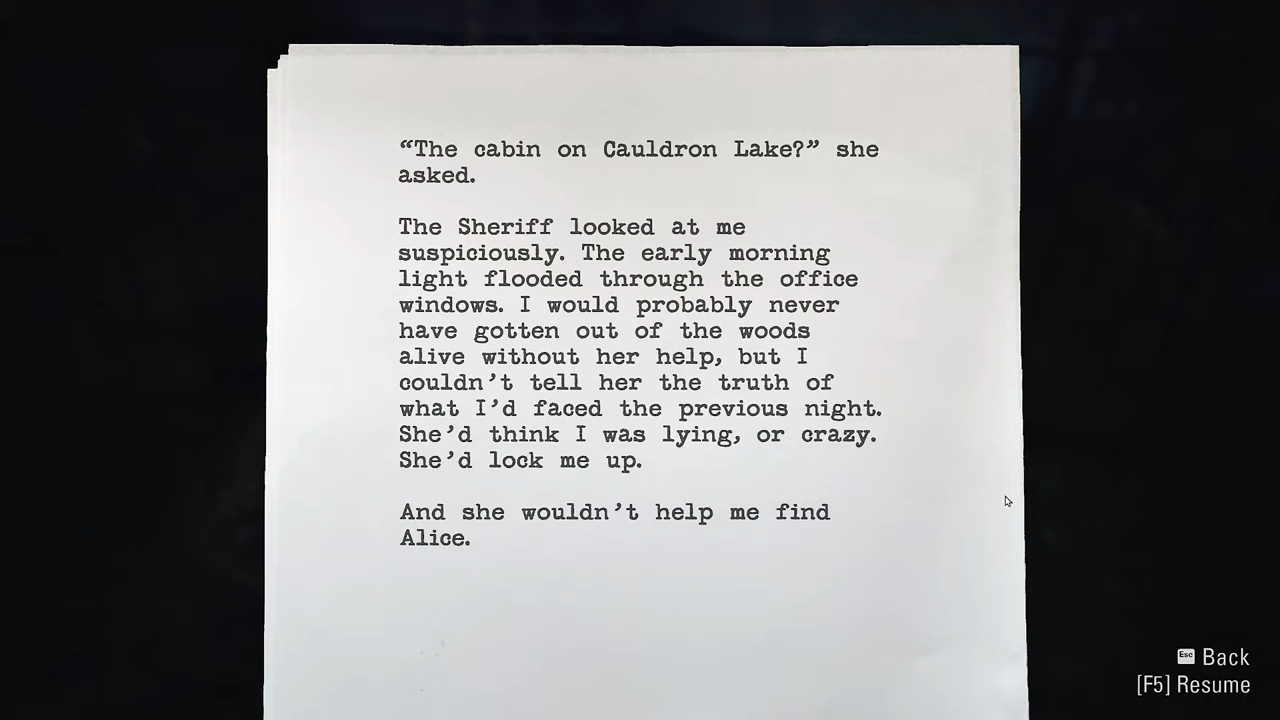 “The cabin on Cauldron Lake?” she
asked.
The Sheriff looked at me
suspiciously. The early morning
light flooded through the office
windows. I would probably never
have gotten out of the woods
alive without her help, but I
couldn’t tell her the truth of
what I’d faced the previous night.
She’d think I was lying, or crazy.
She’d lock me up.
And she wouldn’t help me find
Alice.
Esc Back
[F5] Resume